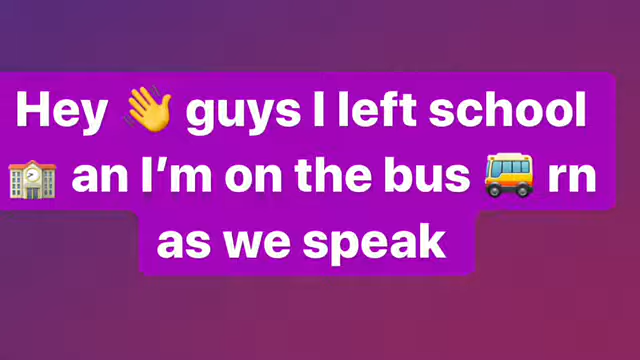 Hey 👋 guys I left school
🏫 an I’m on the bus 🚌 rn
as we speak